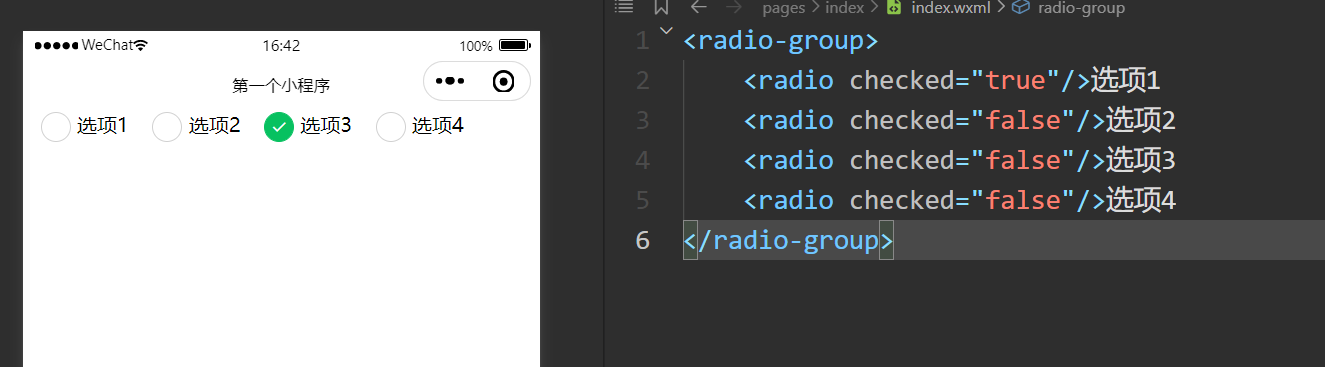 WeChat 16:42 100%
第一个小程序
选项1 选项2 选项3 选项4
pages > index > index.wxml > radio-group
1 <radio-group>
2 <radio checked="true"/>选项1
3 <radio checked="false"/>选项2
4 <radio checked="false"/>选项3
5 <radio checked="false"/>选项4
6 </radio-group>